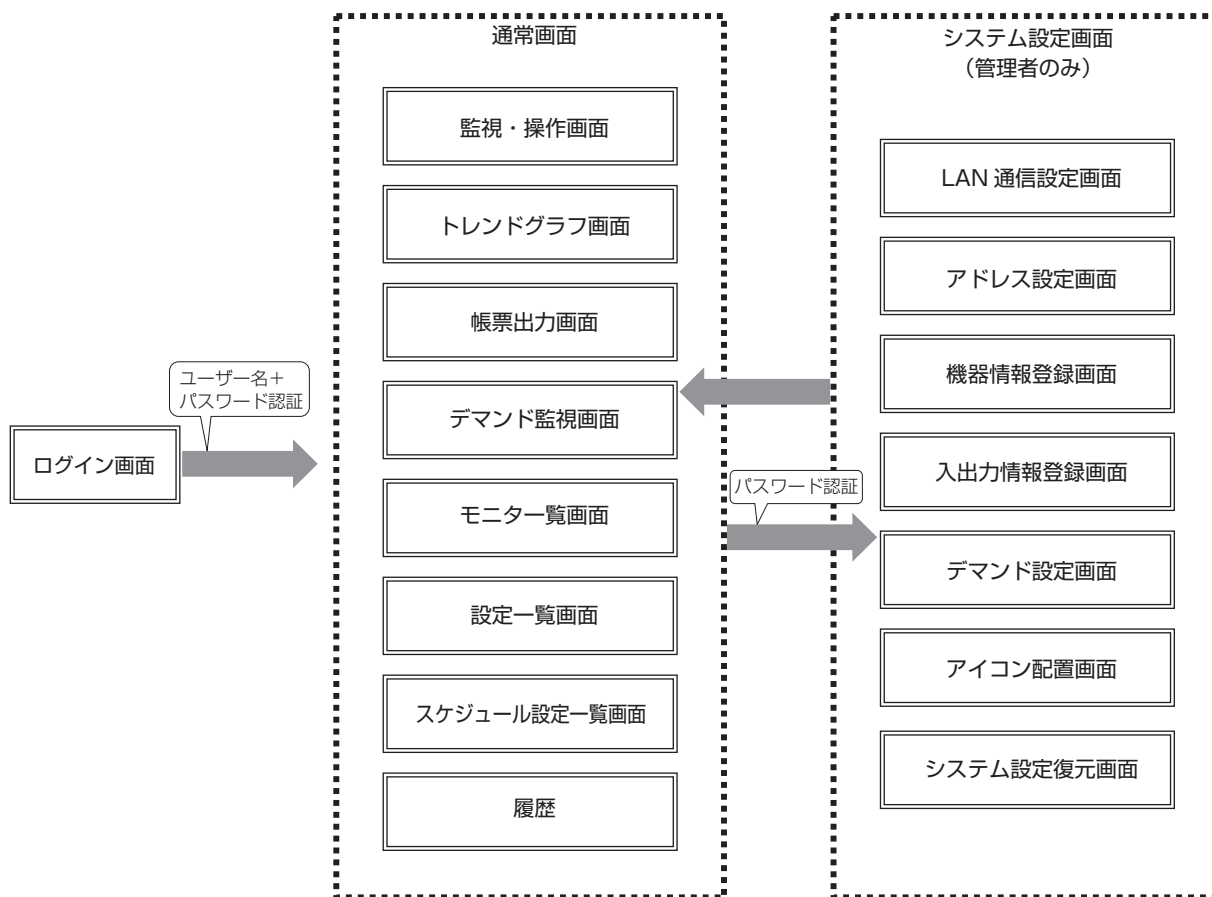 通常画面
監視・操作画面
トレンドグラフ画面
帳票出力画面
デマンド監視画面
モニター覧画面
設定一覧画面
スケジュール設定一覧画面
履歴
ユーザー名＋
パスワード認証
ログイン画面
パスワード認証
システム設定画面
（管理者のみ）
LAN 通信設定画面
アドレス設定画面
機器情報登録画面
入出力情報登録画面
デマンド設定画面
アイコン配置画面
システム設定復元画面